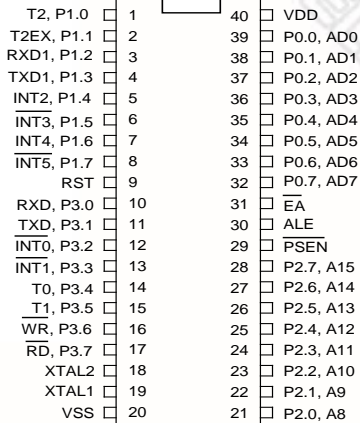 T2, P1.0 1 40 VDD
T2EX, P1.1 2 39 P0.0, AD0
RXD1, P1.2 3 38 P0.1, AD1
TXD1, P1.3 4 37 P0.2, AD2
INT2, P1.4 5 36 P0.3, AD3
INT3, P1.5 6 35 P0.4, AD4
INT4, P1.6 7 34 P0.5, AD5
INT5, P1.7 8 33 P0.6, AD6
RST 9 32 P0.7, AD7
RXD, P3.0 10 31 EA
TXD, P3.1 11 30 ALE
INT0, P3.2 12 29 PSEN
INT1, P3.3 13 28 P2.7, A15
T0, P3.4 14 27 P2.6, A14
T1, P3.5 15 26 P2.5, A13
WR, P3.6 16 25 P2.4, A12
RD, P3.7 17 24 P2.3, A11
XTAL2 18 23 P2.2, A10
XTAL1 19 22 P2.1, A9
VSS 20 21 P2.0, A8